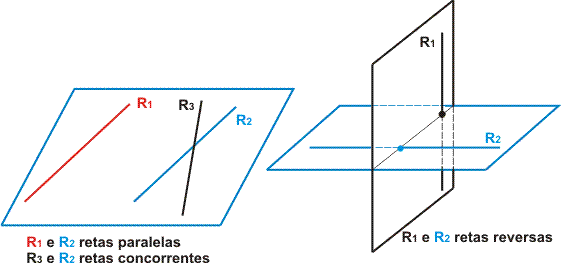 R1
R3
R2
R1 e R2 retas paralelas
R3 e R2 retas concorrentes
R1
R2
R1 e R2 retas reversas